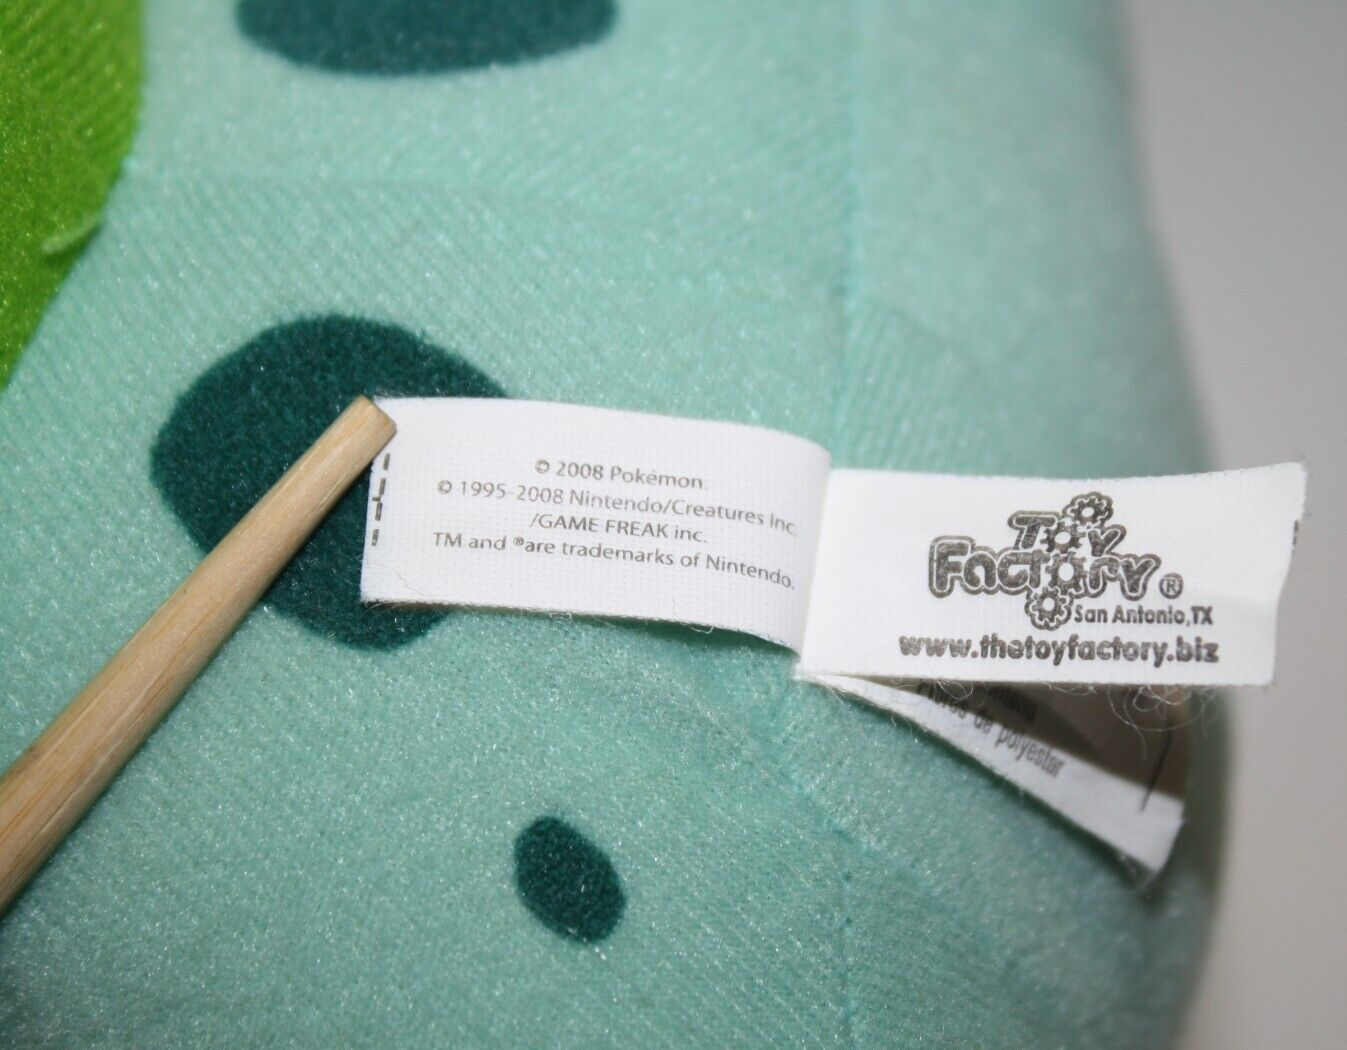 © 2008 Pokémon.
© 1995-2008 Nintendo/Creatures Inc.
/GAME FREAK inc.
TM and ®are trademarks of Nintendo.
Toy
Factory®
San Antonio, TX
www.thetoyfactory.biz
de polyester